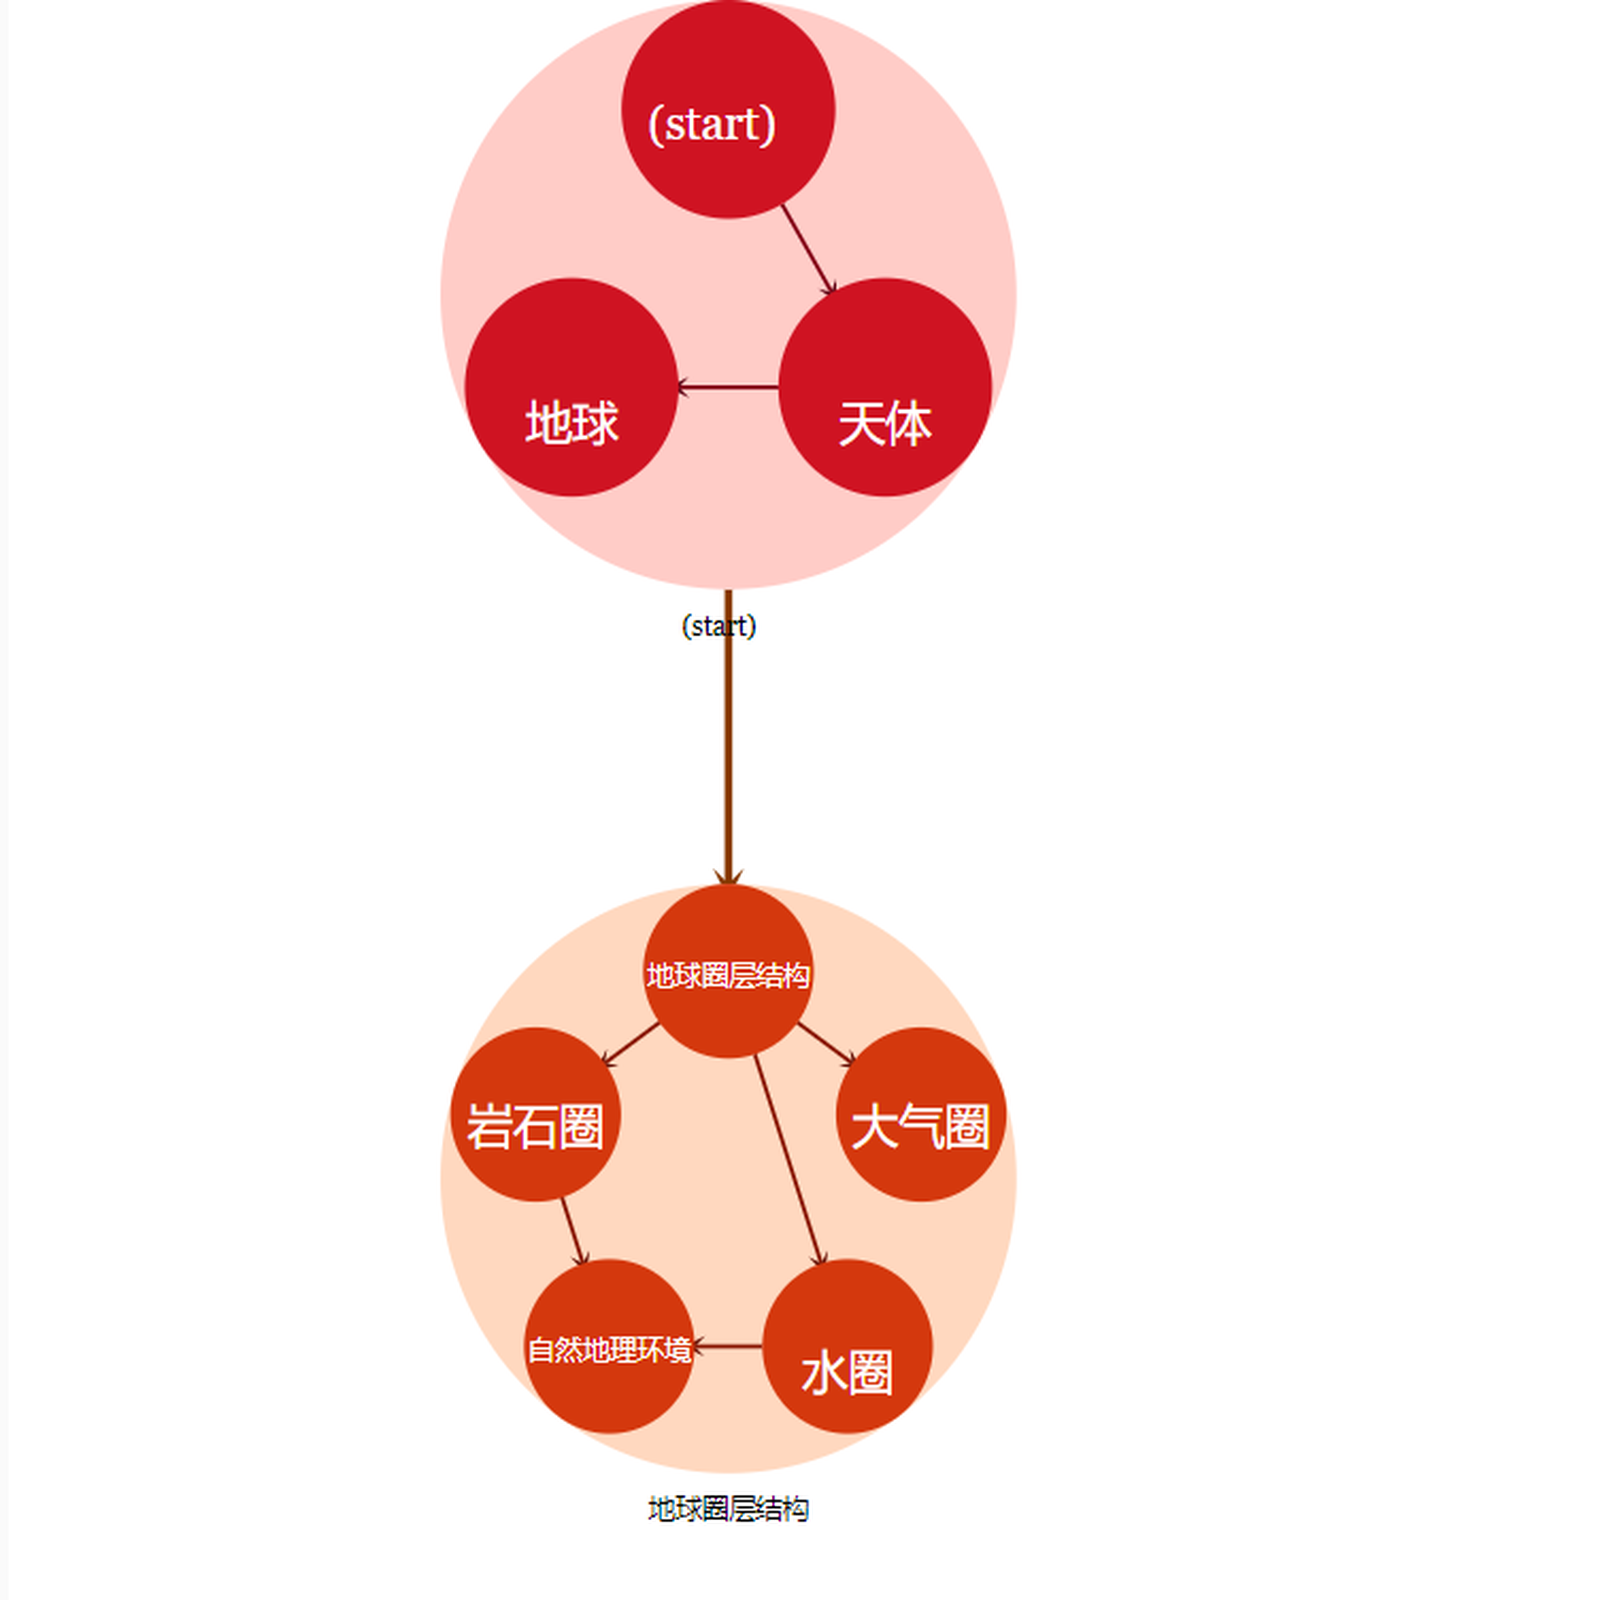 (start)
地球
天体
(start)
地球圈层结构
岩石圈
大气圈
自然地理环境
水圈
地球圈层结构